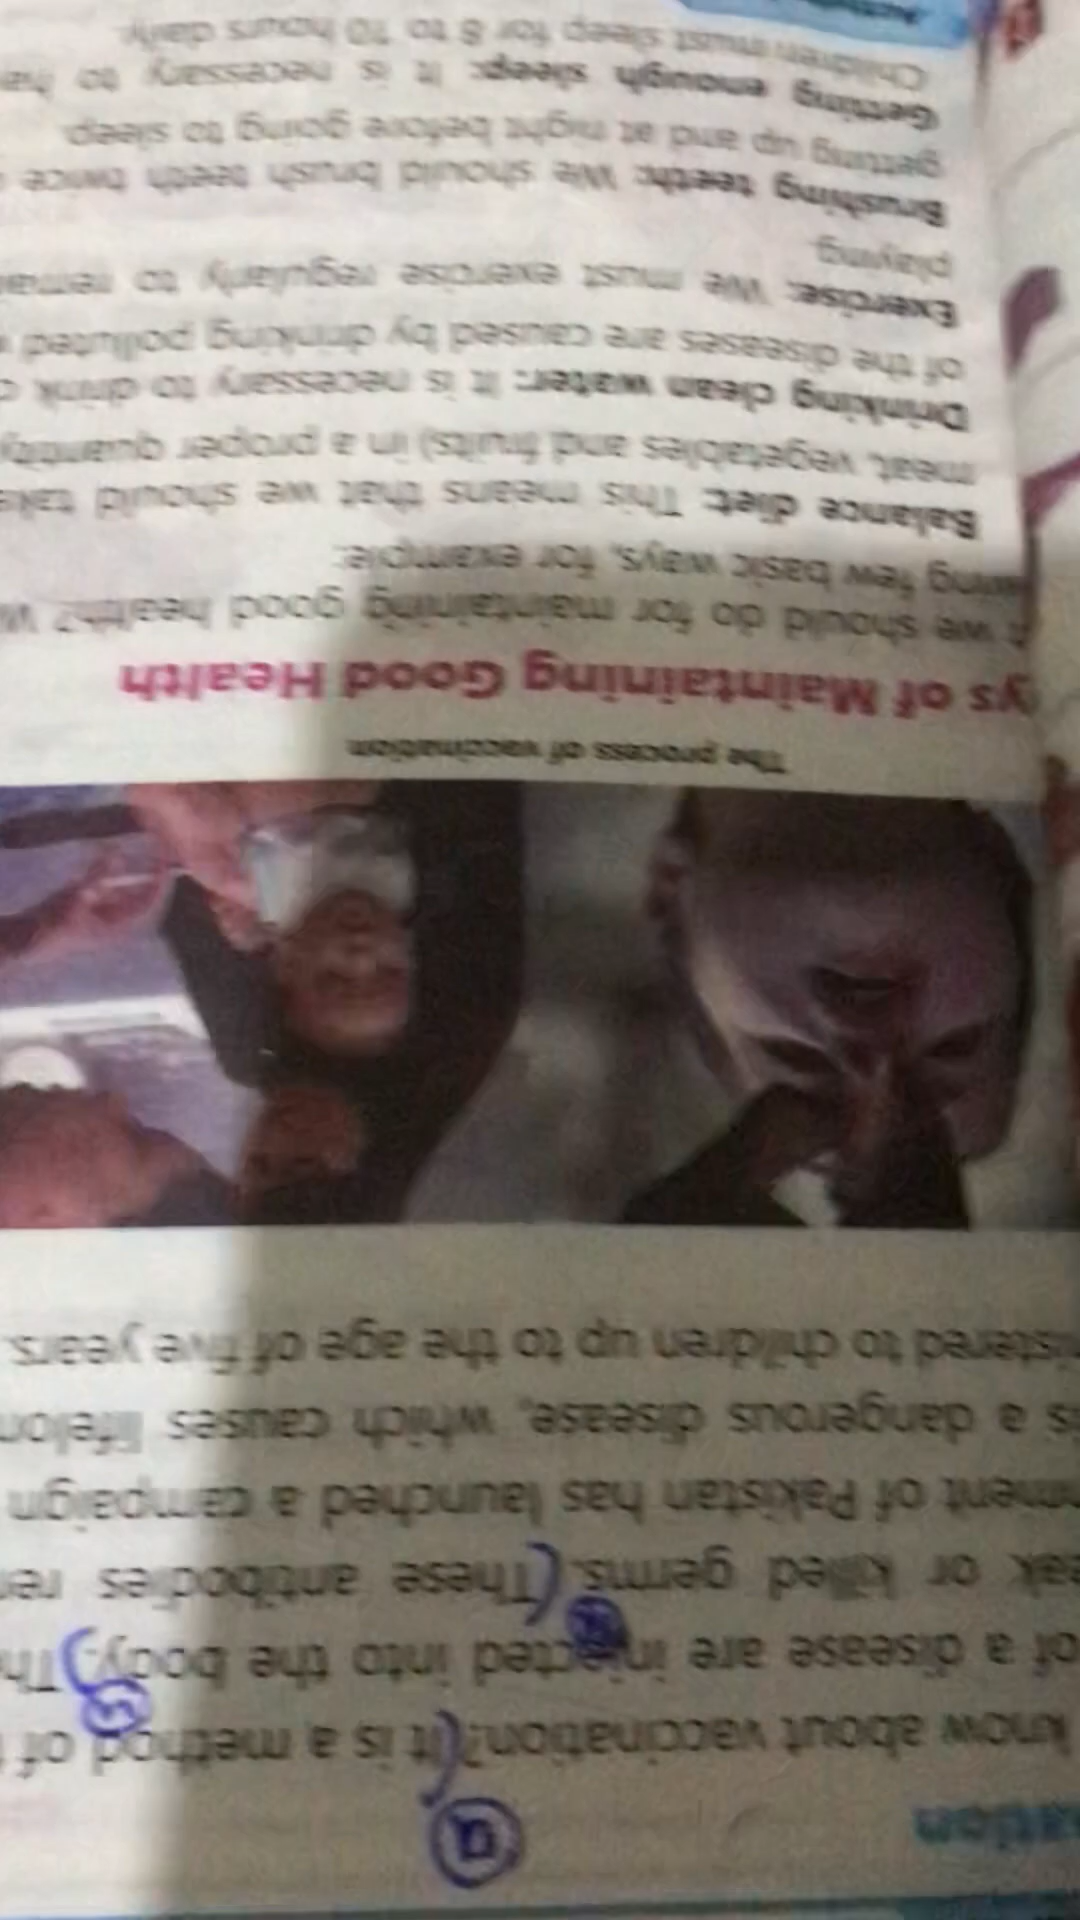 ation
know about vaccination? It is a method of
of a disease are injected into the body. Th
eak or killed germs. These antibodies
nment of Pakistan has launched a campaign
s a dangerous disease, which causes lifelon
istered to children up to the age of five years.
The process of vaccination
ys of Maintaining Good Health
t we should do for maintaining good health? W
wing few basic ways, for example:
Balance diet: This means that we should take
meat, vegetables and fruits) in a proper quantity
Drinking clean water: It is necessary to drink c
of the diseases are caused by drinking polluted
Exercise: We must exercise regularly to remai
playing.
Brushing teeth: We should brush teeth twice
getting up and at night before going to sleep.
Getting enough sleep: It is necessary to ha
Children must sleep for 8 to 10 hours daily.